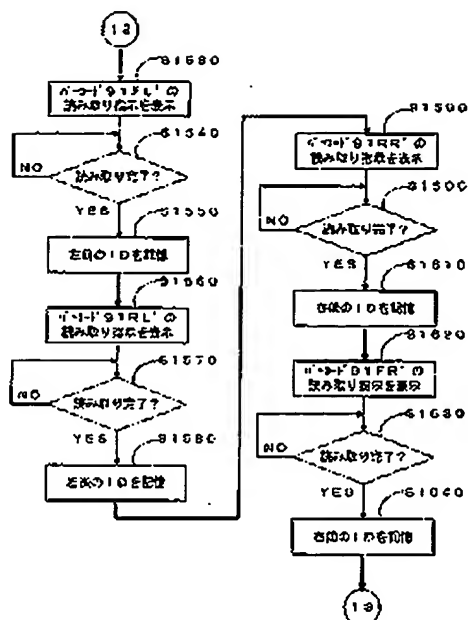 12
S1530
バーコード91FL'の
読み取り指示を表示
S1540
NO
読み取り完了?
YES
S1550
左前のIDを記憶
S1560
バーコード91RL'の
読み取り指示を表示
S1570
NO
読み取り完了?
YES
S1580
左後のIDを記憶
S1590
バーコード91RR'の
読み取り指示を表示
S1600
NO
読み取り完了?
YES
S1610
右後のIDを記憶
S1620
バーコード91FR'の
読み取り指示を表示
S1630
NO
読み取り完了?
YES
S1640
右前のIDを記憶
13